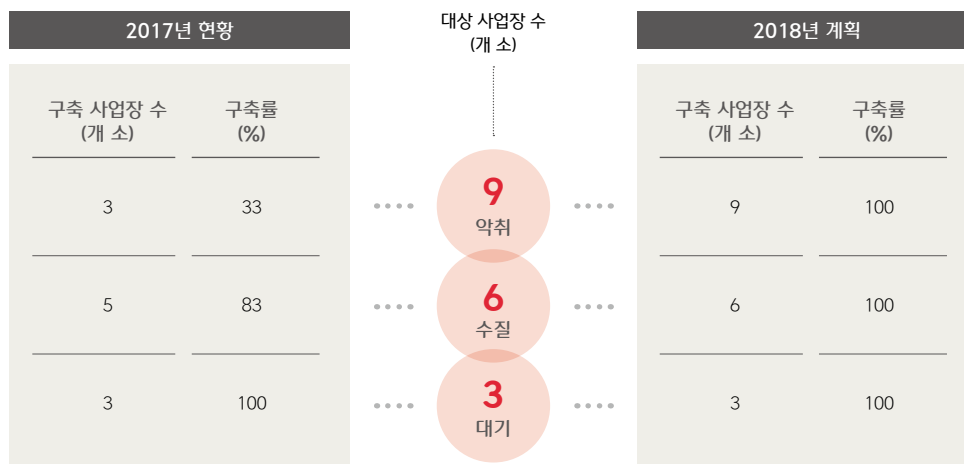 2017년 현황
대상 사업장 수
(개 소)
2018년 계획
구축 사업장 수
(개 소)
구축률
(%)
구축 사업장 수
(개 소)
구축률
(%)
3 33 9 9 100
악취
5 83 6 6 100
수질
3 100 3 3 100
대기